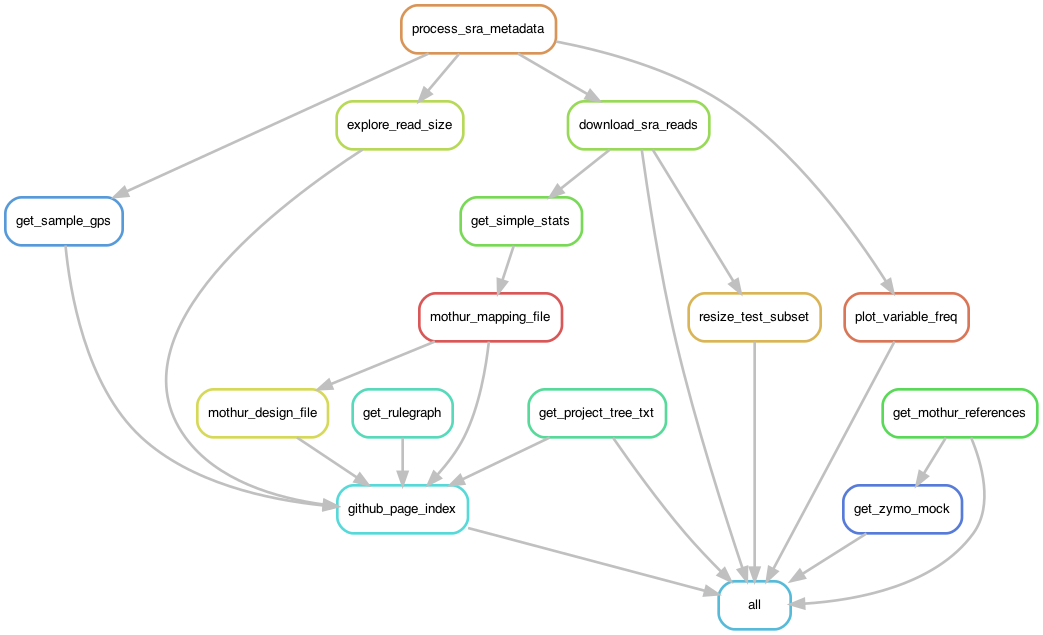 process_sra_metadata
explore_read_size
download_sra_reads
get_sample_gps
get_simple_stats
mothur_mapping_file
resize_test_subset
plot_variable_freq
mothur_design_file
get_rulegraph
get_project_tree_txt
get_mothur_references
github_page_index
get_zymo_mock
all